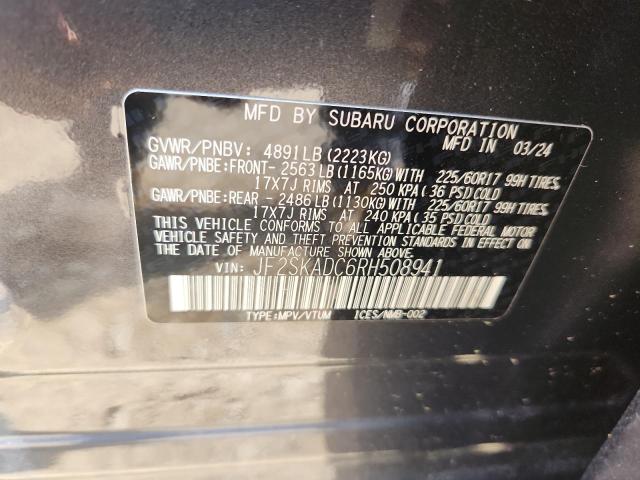 MFD BY SUBARU CORPORATION
MFD IN 03/24
GVWR/PNBV: 4891LB(2223KG)
GAWR/PNBE:FRONT-2563LB(1165KG)WITH 225/60R17 99H TIRES,
17X7J RIMS AT 250 KPA(36 PSI)COLD
GAWR/PNBE:REAR -2486LB(1130KG)WITH 225/60R17 99H TIRES,
17X7J RIMS AT 240 KPA(35 PSI)COLD
THIS VEHICLE CONFORMS TO ALL APPLICABLE FEDERAL MOTOR
VEHICLE SAFETY AND THEFT PREVENTION STANDARDS IN EFFECT ON
THE DATE OF MANUFACTURE SHOWN ABOVE.
VIN: JF2SKADC6RH508941
TYPE:MPV/VTUM ICES/NMB-002